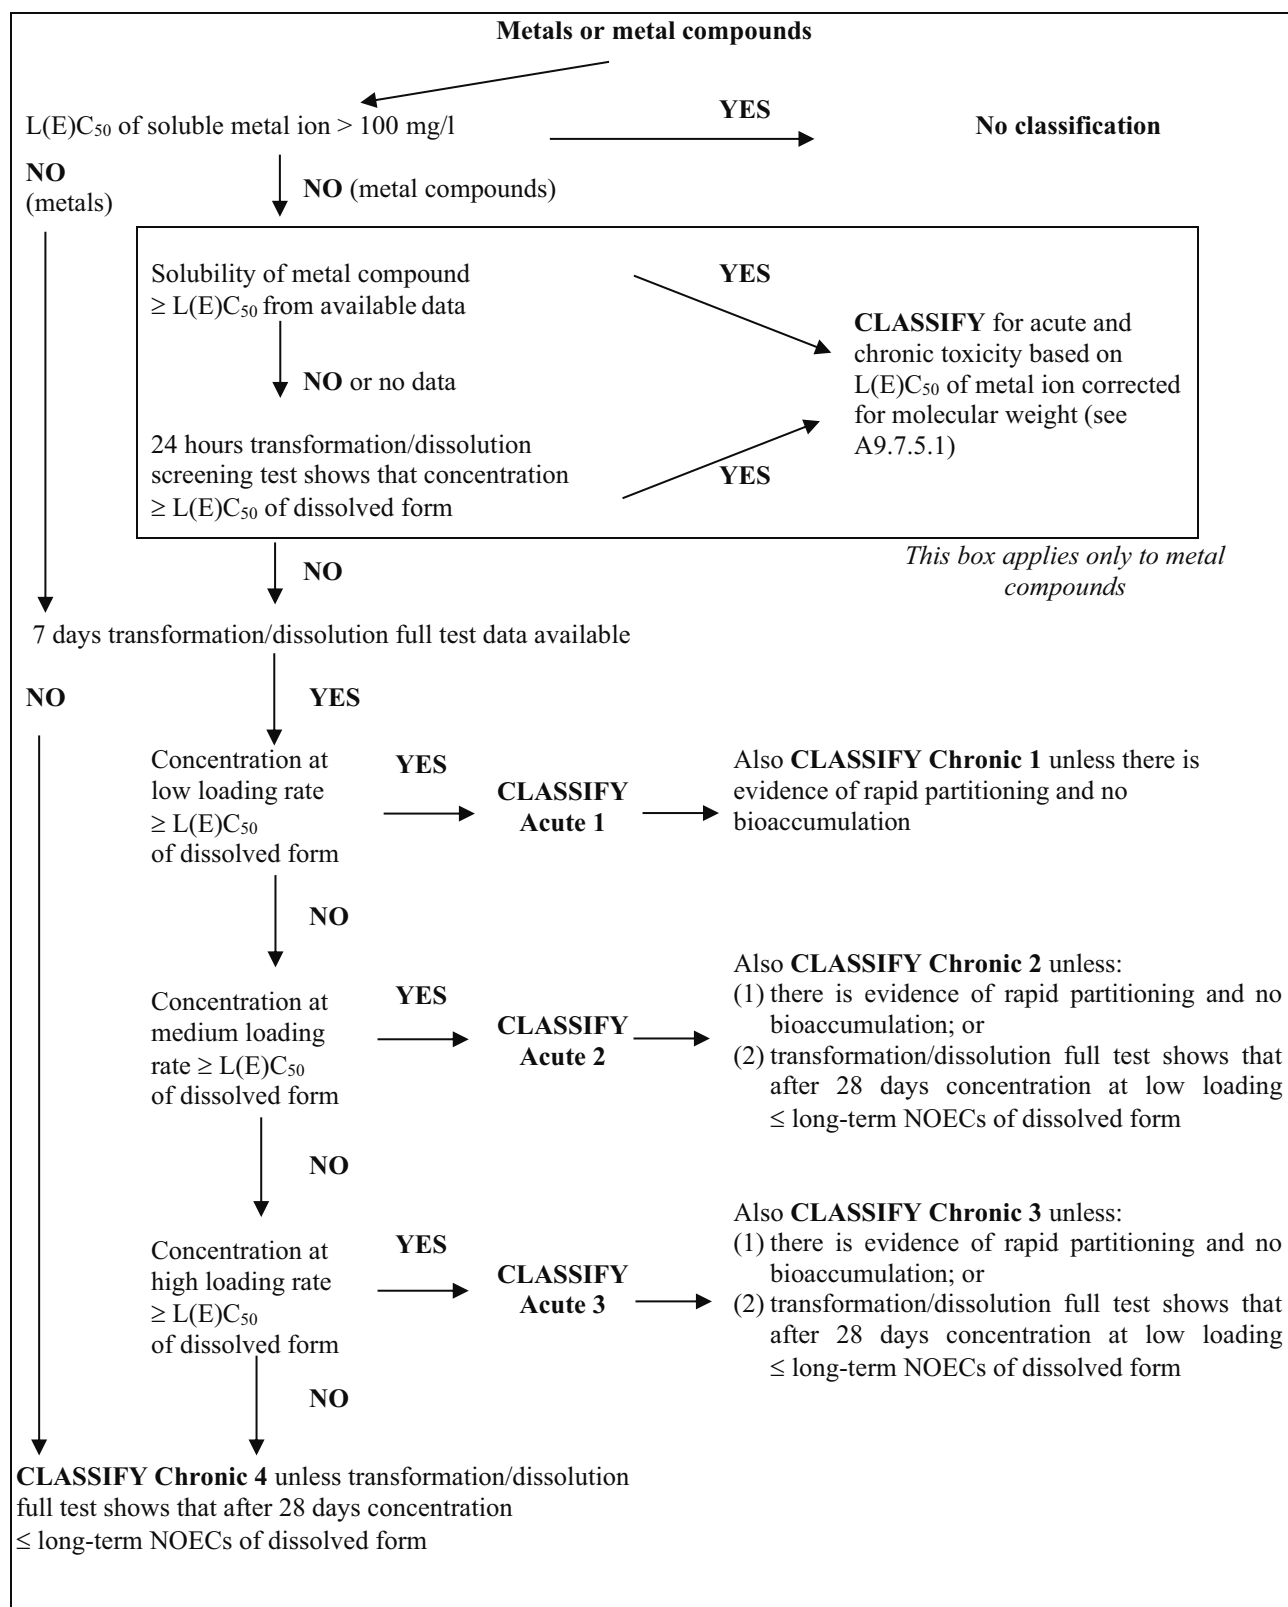 Metals or metal compounds
L(E)C₅₀ of soluble metal ion > 100 mg/l
YES
No classification
NO
(metals)
NO (metal compounds)
Solubility of metal compound
≥ L(E)C₅₀ from available data
YES
NO or no data
24 hours transformation/dissolution
screening test shows that concentration
≥ L(E)C₅₀ of dissolved form
YES
CLASSIFY for acute and
chronic toxicity based on
L(E)C₅₀ of metal ion corrected
for molecular weight (see
A9.7.5.1)
This box applies only to metal
compounds
NO
7 days transformation/dissolution full test data available
NO
YES
Concentration at
low loading rate
≥ L(E)C₅₀
of dissolved form
YES
CLASSIFY
Acute 1
Also CLASSIFY Chronic 1 unless there is
evidence of rapid partitioning and no
bioaccumulation
NO
Concentration at
medium loading
rate ≥ L(E)C₅₀
of dissolved form
YES
CLASSIFY
Acute 2
Also CLASSIFY Chronic 2 unless:
(1) there is evidence of rapid partitioning and no
bioaccumulation; or
(2) transformation/dissolution full test shows that
after 28 days concentration at low loading
≤ long-term NOECs of dissolved form
NO
Concentration at
high loading rate
≥ L(E)C₅₀
of dissolved form
YES
CLASSIFY
Acute 3
Also CLASSIFY Chronic 3 unless:
(1) there is evidence of rapid partitioning and no
bioaccumulation; or
(2) transformation/dissolution full test shows that
after 28 days concentration at low loading
≤ long-term NOECs of dissolved form
NO
CLASSIFY Chronic 4 unless transformation/dissolution
full test shows that after 28 days concentration
≤ long-term NOECs of dissolved form